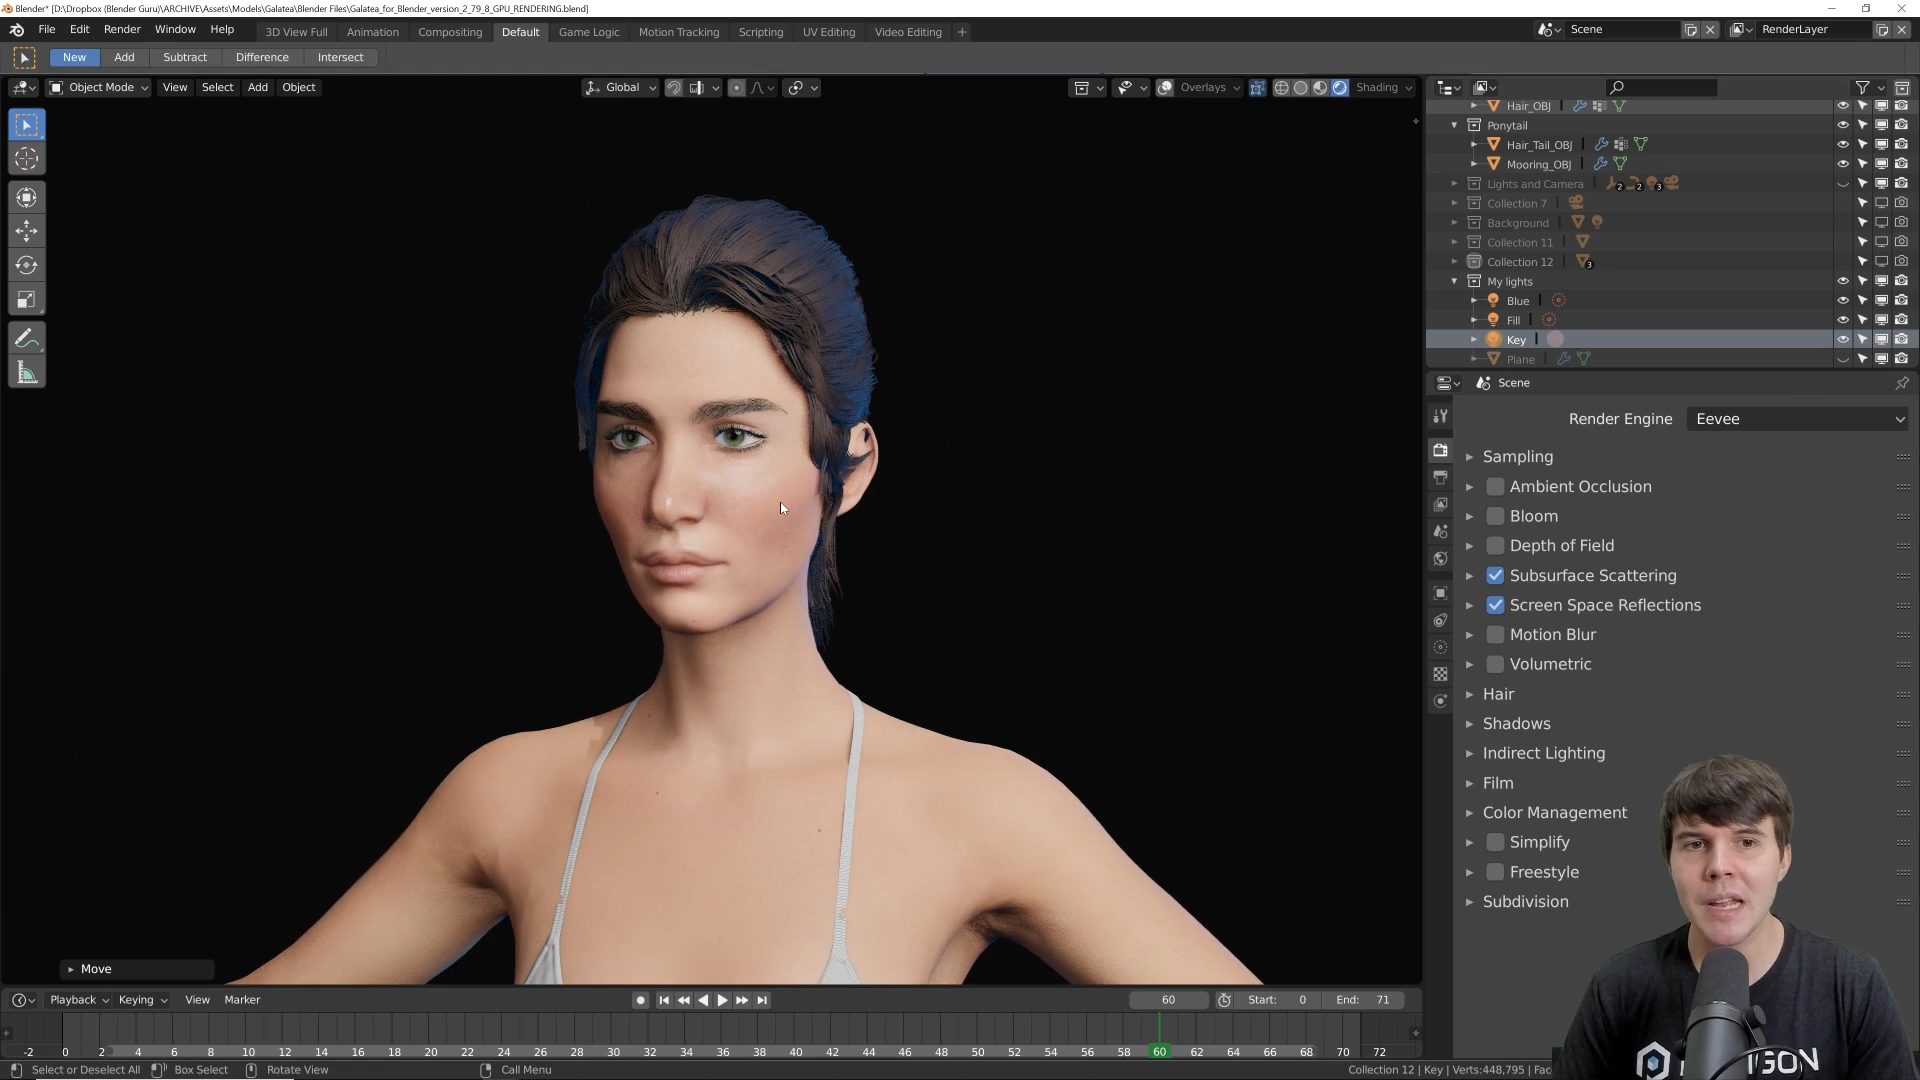 Blender* [D:\Dropbox (Blender Guru)\ARCHIVE\Assets\Models\Galatea\Blender Files\Galatea_for_Blender_version_2_79_8_GPU_RENDERING.blend]
File Edit Render Window Help 3D View Full Animation Compositing Default Game Logic Motion Tracking Scripting UV Editing Video Editing + Scene RenderLayer
New Add Subtract Difference Intersect
Object Mode View Select Add Object Global Overlays Shading
Hair_OBJ
Ponytail
Hair_Tail_OBJ
Mooring_OBJ
Lights and Camera 2 2 3
Collection 7
Background
Collection 11
Collection 12 3
My lights
Blue
Fill
Key
Plane
Scene
Render Engine Eevee
Sampling
Ambient Occlusion
Bloom
Depth of Field
Subsurface Scattering
Screen Space Reflections
Motion Blur
Volumetric
Hair
Shadows
Indirect Lighting
Film
Color Management
Simplify
Freestyle
Subdivision
Move
Playback Keying View Marker 60 Start: 0 End: 71
-2 0 2 4 6 8 10 12 14 16 18 20 22 24 26 28 30 32 34 36 38 40 42 44 46 48 50 52 54 56 58 60 62 64 66 68 70 72
Select or Deselect All Box Select Rotate View Call Menu Collection 12 | Key | Verts:448,795 | Fac